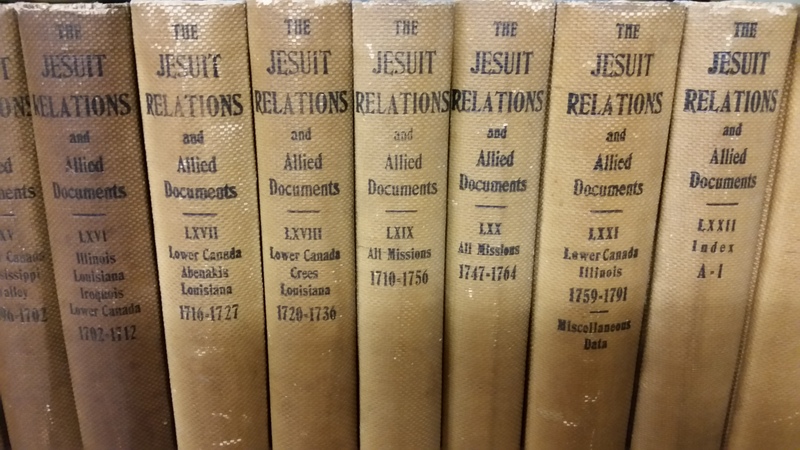 THE
JESUIT
RELATIONS
and
Allied
Documents
LXVI
Illinois
Louisiana
Iroquois
Lower Canada
1702-1712
THE
JESUIT
RELATIONS
and
Allied
Documents
LXVII
Lower Canada
Abenakis
Louisiana
1716-1727
THE
JESUIT
RELATIONS
and
Allied
Documents
LXVIII
Lower Canada
Crees
Louisiana
1720-1736
THE
JESUIT
RELATIONS
and
Allied
Documents
LXIX
All Missions
1710-1756
THE
JESUIT
RELATIONS
and
Allied
Documents
LXX
All Missions
1747-1764
THE
JESUIT
RELATIONS
and
Allied
Documents
LXXI
Lower Canada
Illinois
1759-1791
Miscellaneous
Data
THE
JESUIT
RELATIONS
and
Allied
Documents
LXXII
Index
A-I